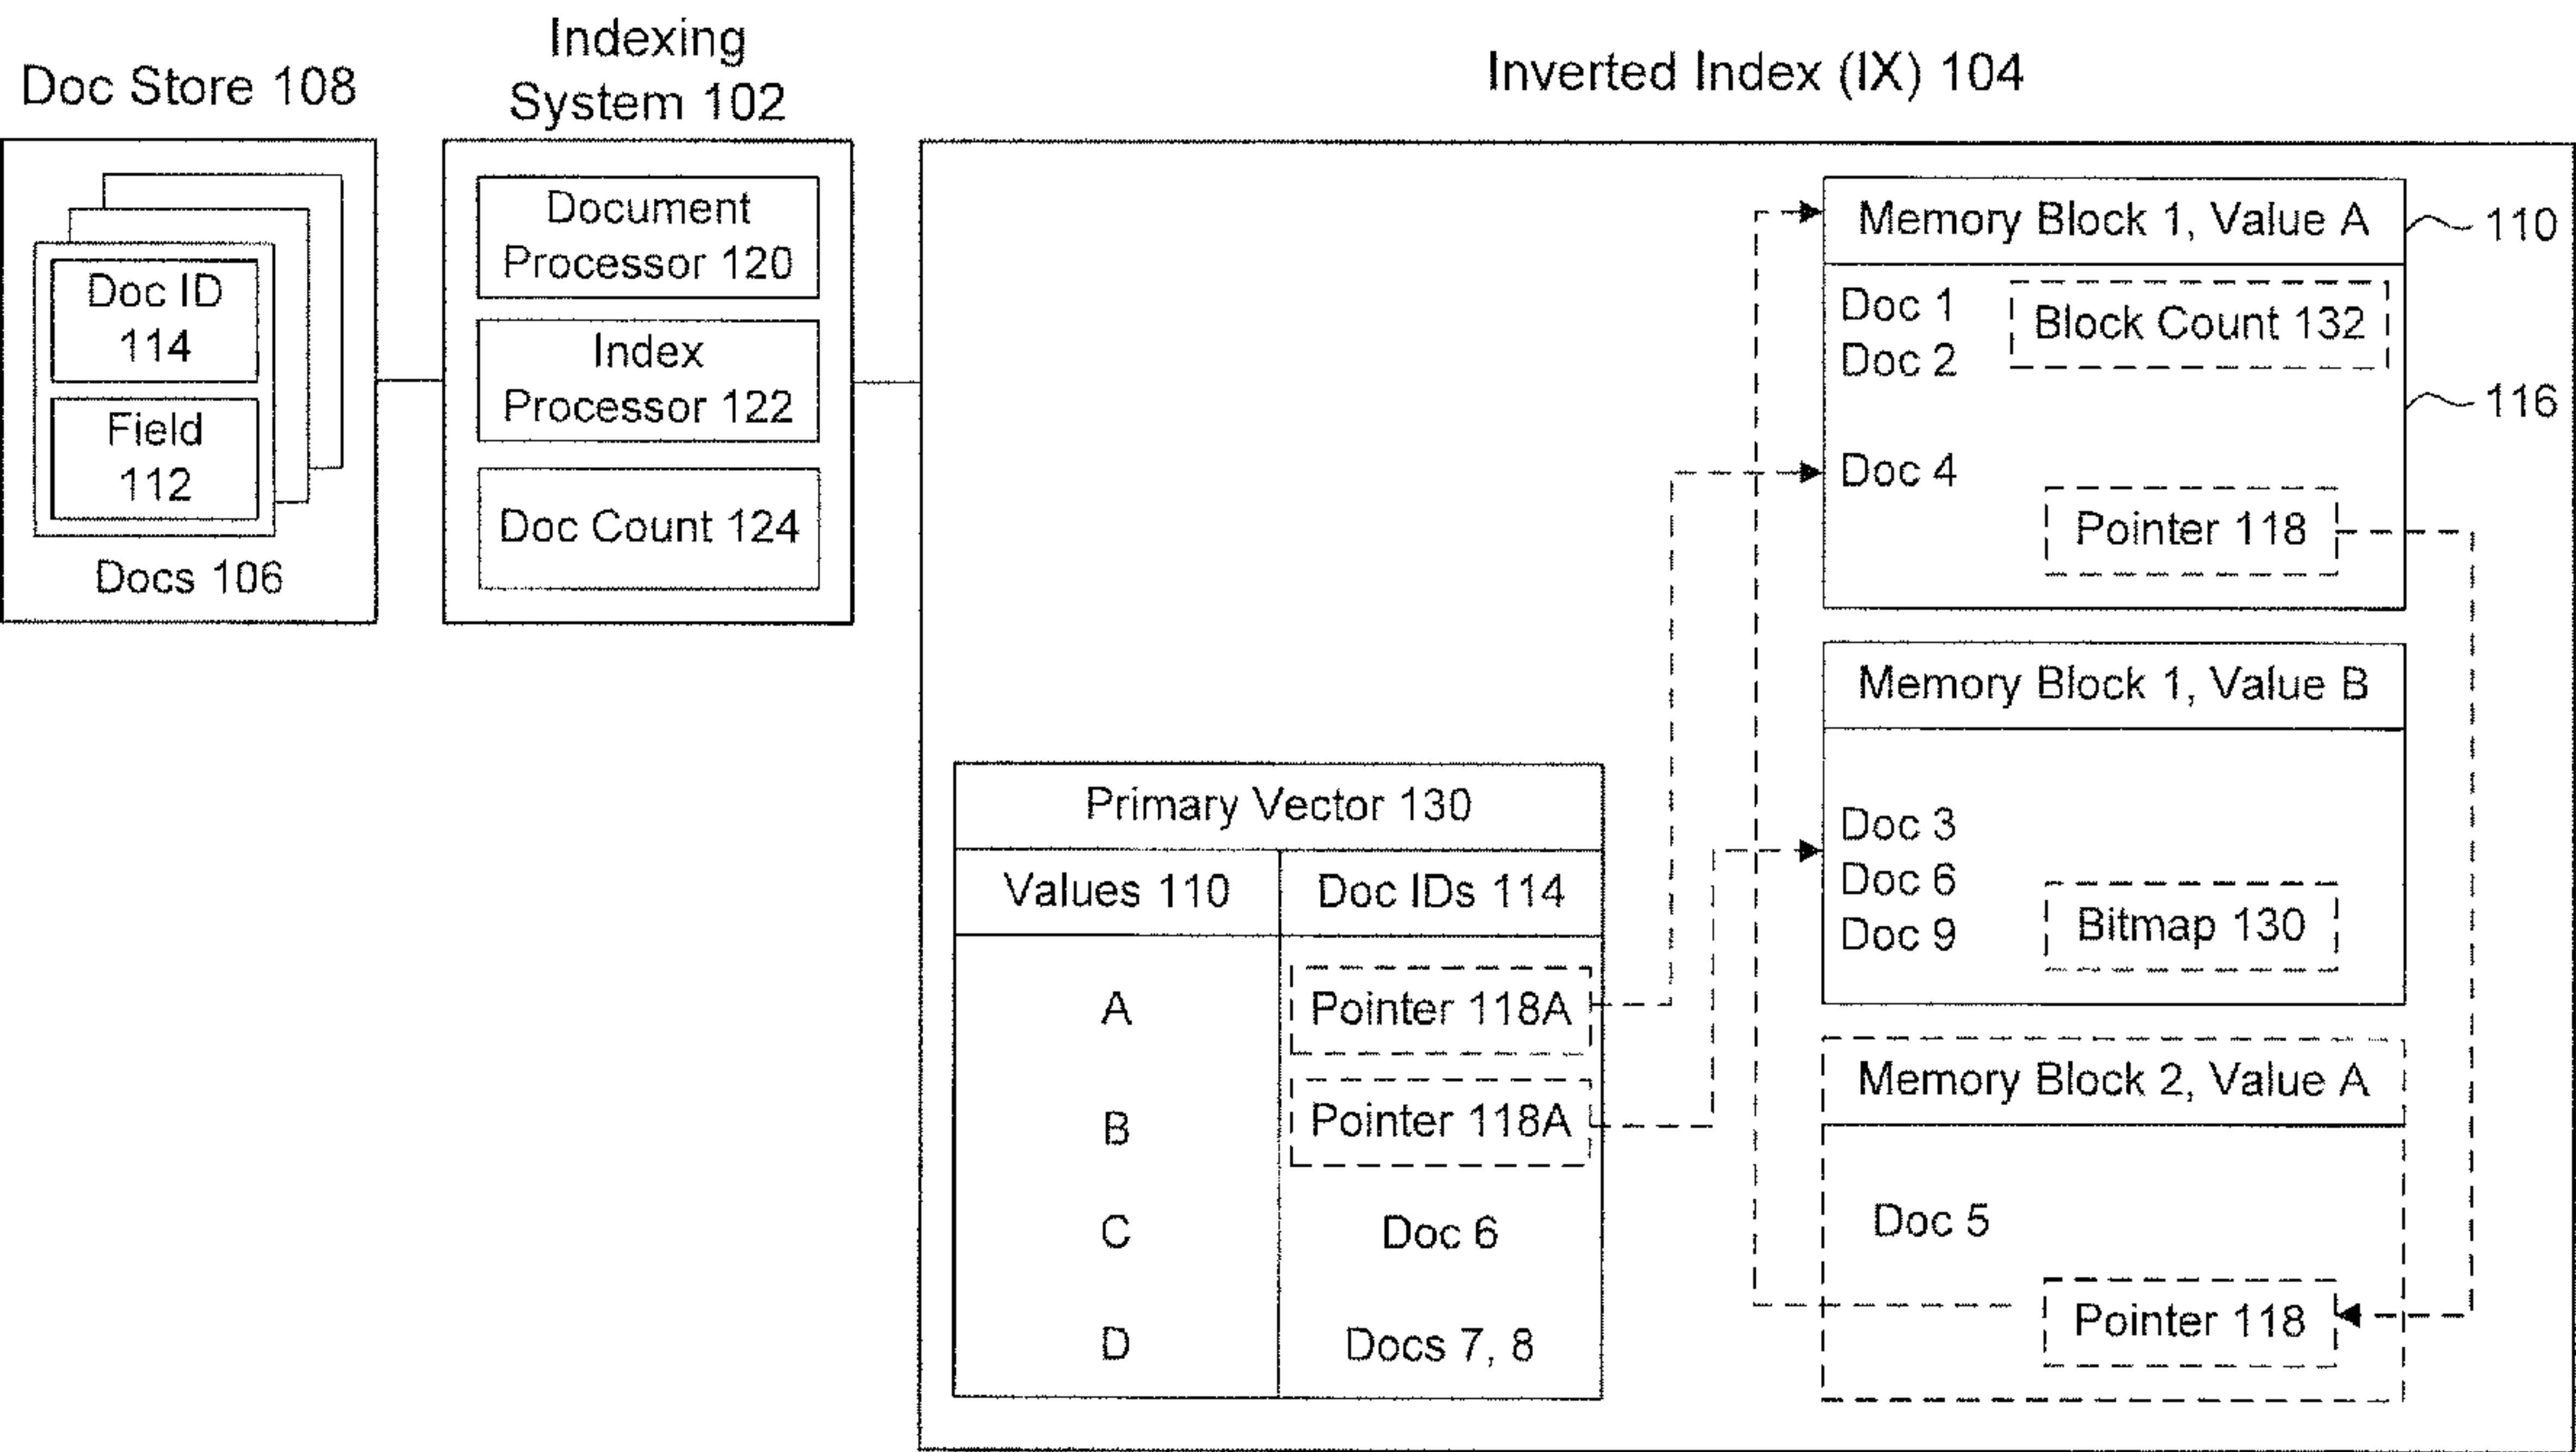 Doc Store 108
Doc ID
114
Field
112
Docs 106
Indexing
System 102
Document
Processor 120
Index
Processor 122
Doc Count 124
Inverted Index (IX) 104
Primary Vector 130
Values 110 Doc IDs 114
A Pointer 118A
B Pointer 118A
C Doc 6
D Docs 7, 8
Memory Block 1, Value A
110
Doc 1
Block Count 132
Doc 2
116
Doc 4
Pointer 118
Memory Block 1, Value B
Doc 3
Doc 6
Doc 9
Bitmap 130
Memory Block 2, Value A
Doc 5
Pointer 118